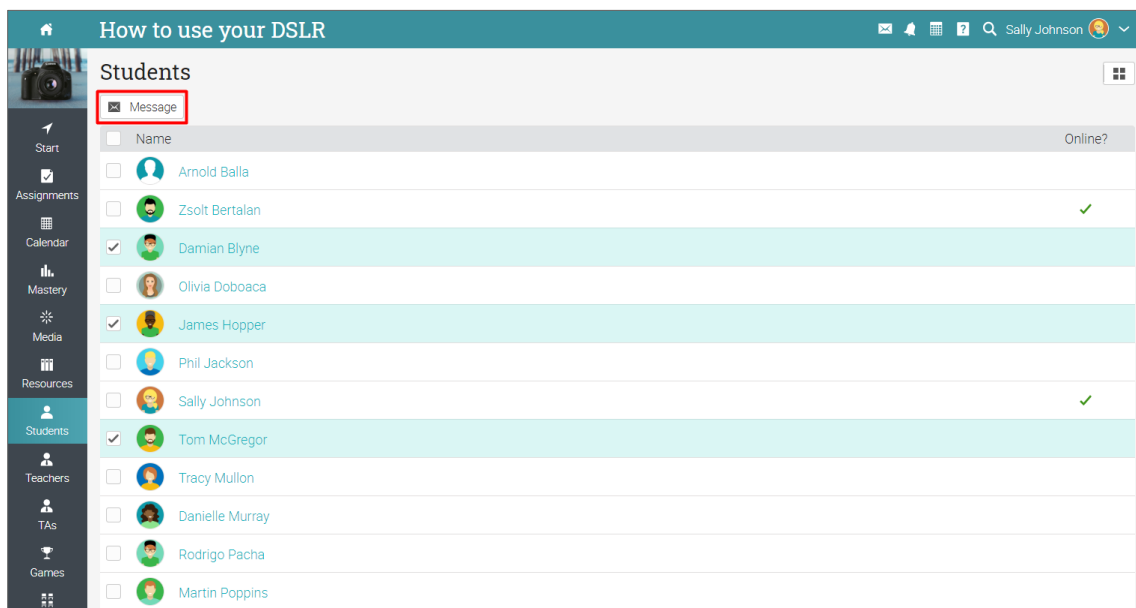 How to use your DSLR
Sally Johnson
Students
Message
Name Online?
Start
Assignments
Calendar
Mastery
Media
Resources
Students
Teachers
TAs
Games
Arnold Balla
Zsolt Bertalan
Damian Blyne
Olivia Doboaca
James Hopper
Phil Jackson
Sally Johnson
Tom McGregor
Tracy Mullon
Danielle Murray
Rodrigo Pacha
Martin Poppins